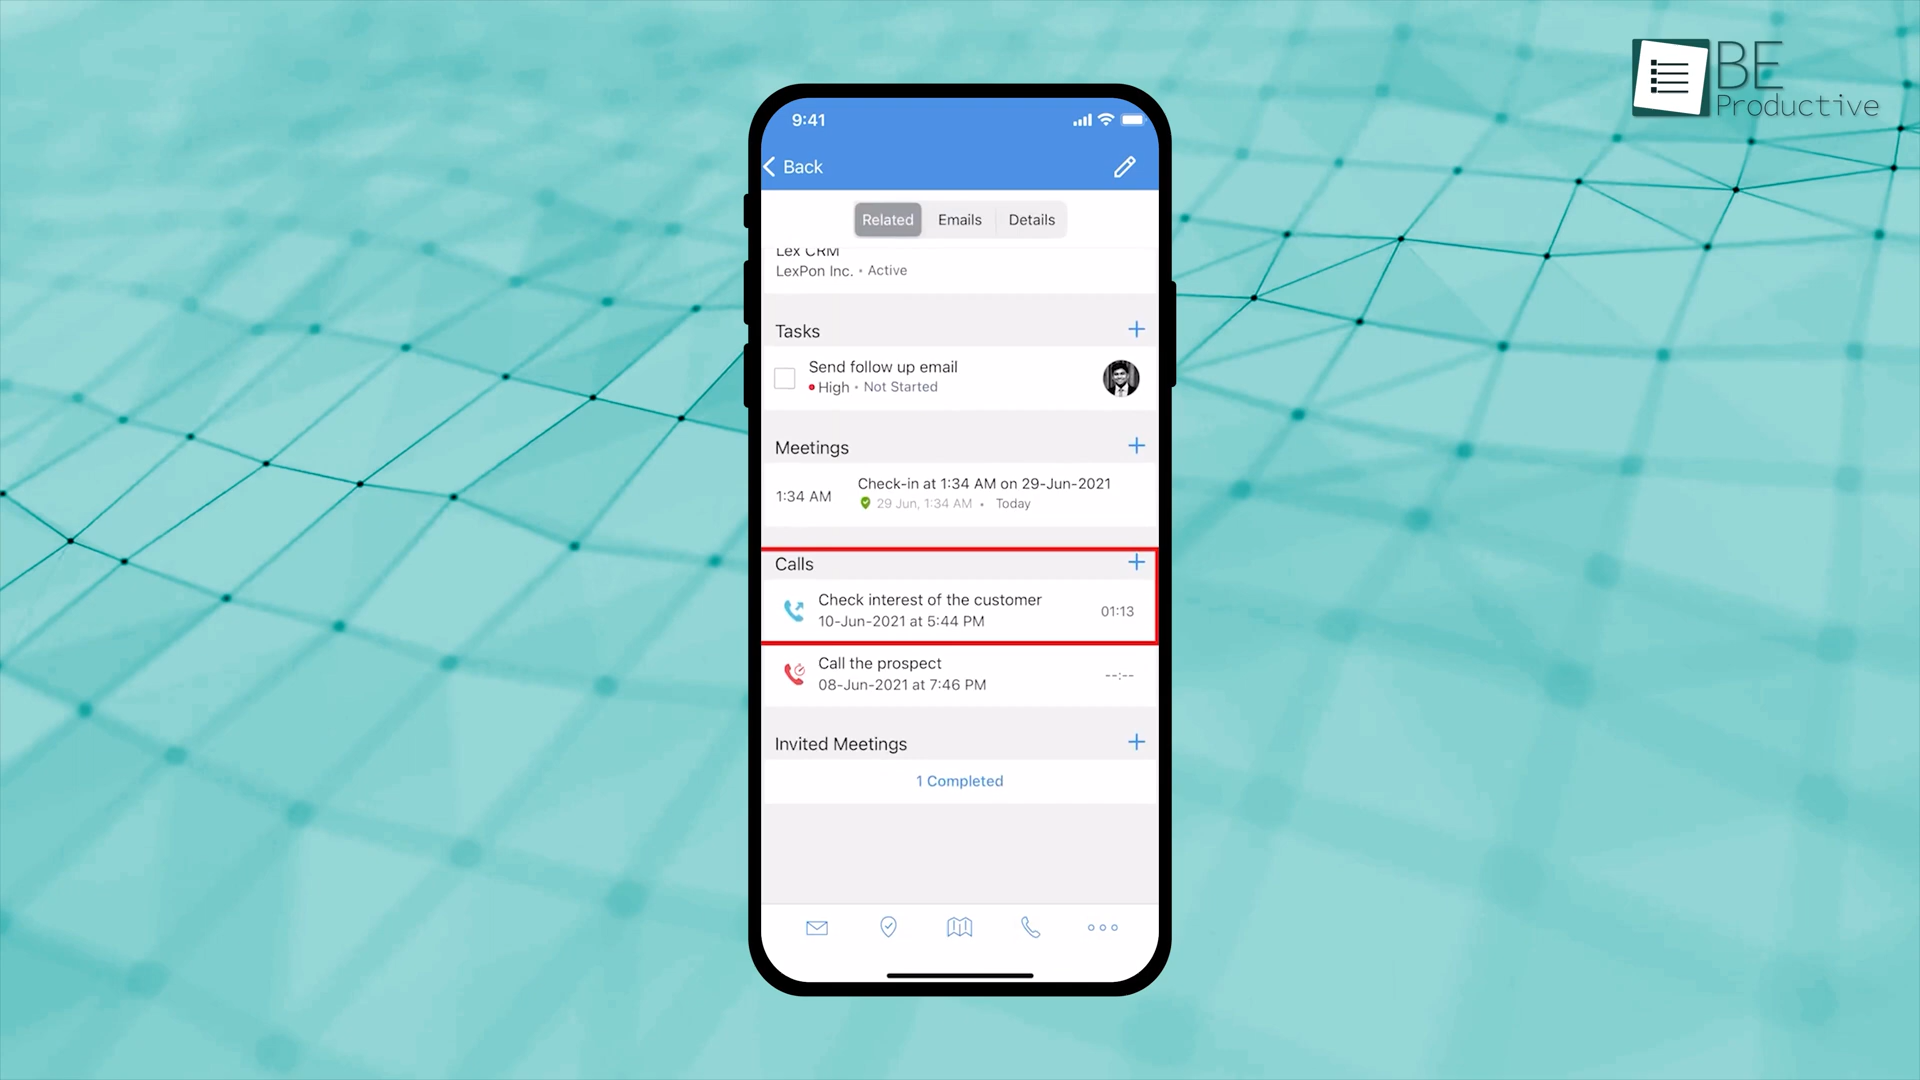 BE
Productive
9:41
Back
Related Emails Details
Lex CRM
LexPon Inc. • Active
Tasks
Send follow up email
High • Not Started
Meetings
1:34 AM
Check-in at 1:34 AM on 29-Jun-2021
29 Jun, 1:34 AM • Today
Calls
Check interest of the customer
10-Jun-2021 at 5:44 PM
01:13
Call the prospect
08-Jun-2021 at 7:46 PM
--:--
Invited Meetings
1 Completed